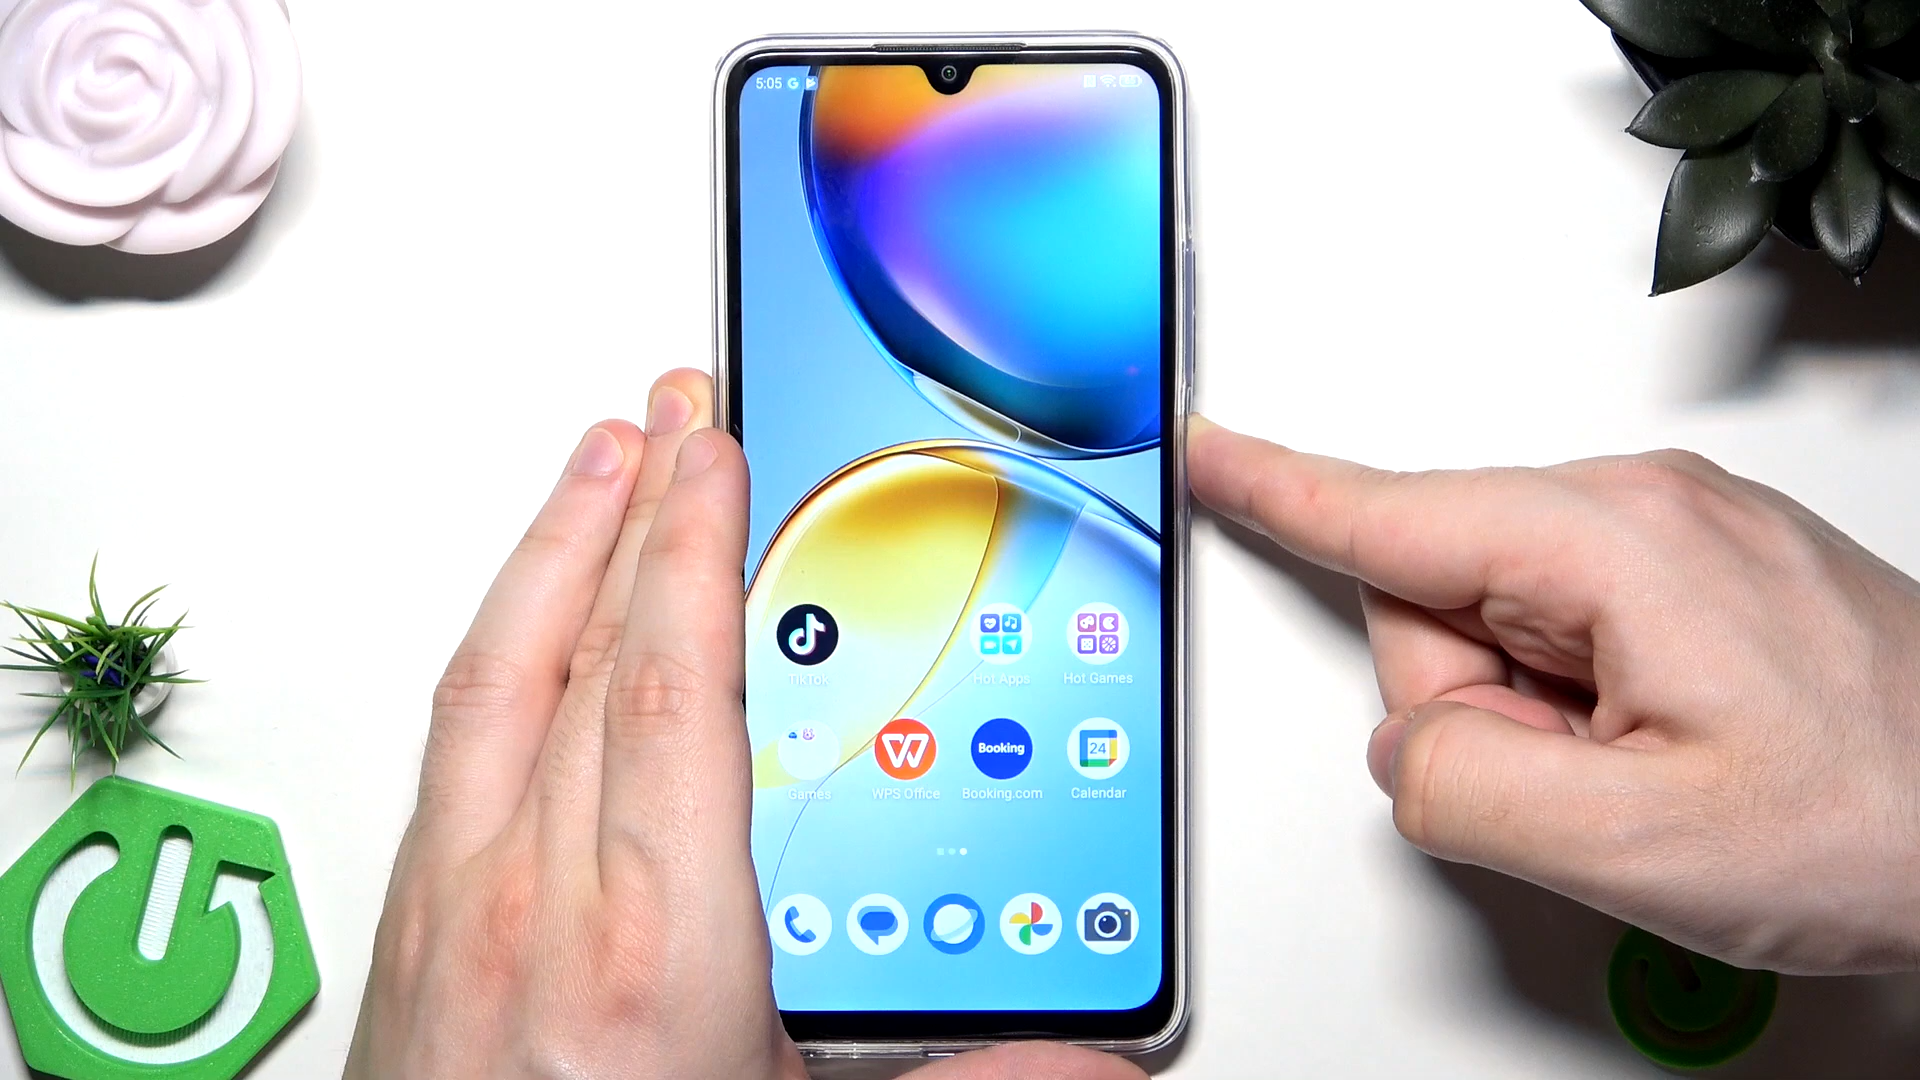 5:05
TikTok
Hot Apps
Hot Games
Games
WPS Office
Booking
Booking.com
24
Calendar